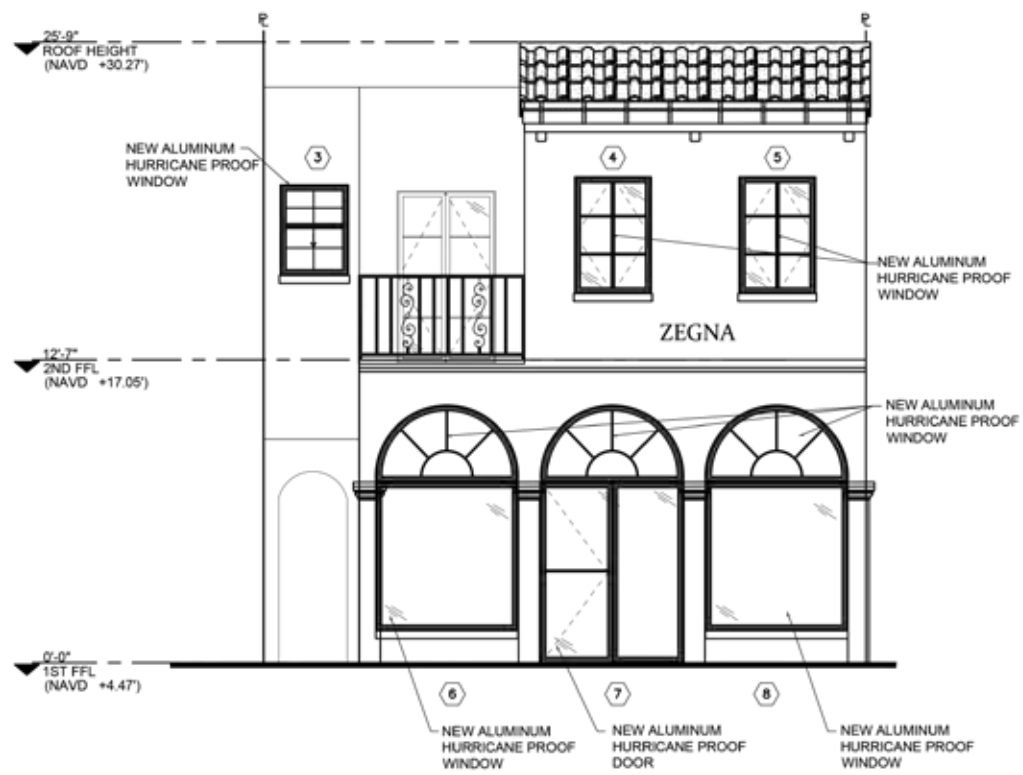 ℄ ℄
25'-9"
ROOF HEIGHT
(NAVD +30.27')
NEW ALUMINUM
HURRICANE PROOF
WINDOW
3
4
5
NEW ALUMINUM
HURRICANE PROOF
WINDOW
ZEGNA
12'-7"
2ND FFL
(NAVD +17.05')
NEW ALUMINUM
HURRICANE PROOF
WINDOW
0'-0"
1ST FFL
(NAVD +4.47')
6
7
8
NEW ALUMINUM
HURRICANE PROOF
WINDOW
NEW ALUMINUM
HURRICANE PROOF
DOOR
NEW ALUMINUM
HURRICANE PROOF
WINDOW